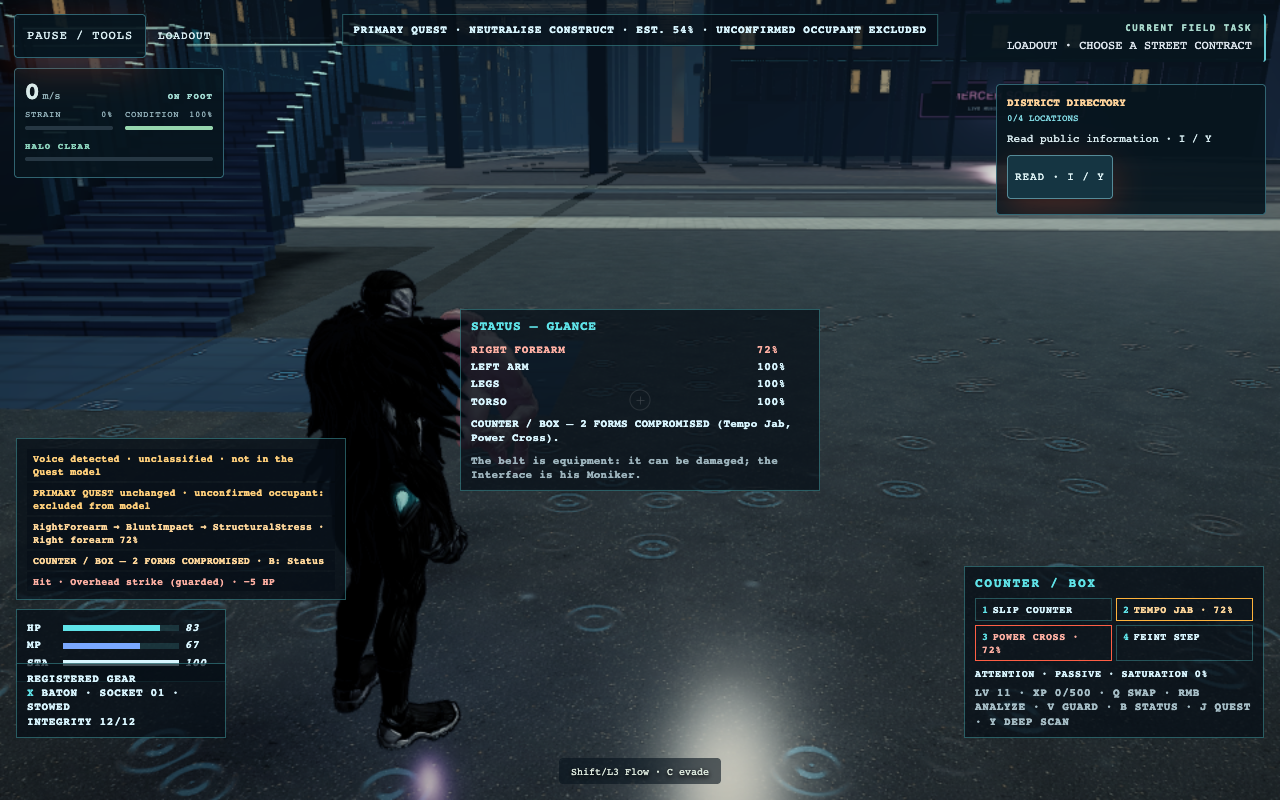 PAUSE / TOOLS
LOADOUT
PRIMARY QUEST · NEUTRALISE CONSTRUCT · EST. 54% · UNCONFIRMED OCCUPANT EXCLUDED
CURRENT FIELD TASK
LOADOUT · CHOOSE A STREET CONTRACT
0 m/s
ON FOOT
STRAIN 0%
CONDITION 100%
HALO CLEAR
DISTRICT DIRECTORY
0/4 LOCATIONS
Read public information · I / Y
READ · I / Y
STATUS — GLANCE
RIGHT FOREARM 72%
LEFT ARM 100%
LEGS 100%
TORSO 100%
COUNTER / BOX — 2 FORMS COMPROMISED (Tempo Jab,
Power Cross).
The belt is equipment: it can be damaged; the
Interface is his Moniker.
Voice detected · unclassified · not in the
Quest model
PRIMARY QUEST unchanged · unconfirmed occupant:
excluded from model
RightForearm → BluntImpact → StructuralStress ·
Right forearm 72%
COUNTER / BOX — 2 FORMS COMPROMISED · B: Status
Hit · Overhead strike (guarded) · −5 HP
HP 83
MP 67
STA 100
REGISTERED GEAR
X BATON · SOCKET 01 ·
STOWED
INTEGRITY 12/12
COUNTER / BOX
1 SLIP COUNTER
2 TEMPO JAB · 72%
3 POWER CROSS ·
72%
4 FEINT STEP
ATTENTION · PASSIVE · SATURATION 0%
LV 11 · XP 0/500 · Q SWAP · RMB
ANALYZE · V GUARD · B STATUS · J QUEST
· Y DEEP SCAN
Shift/L3 Flow · C evade